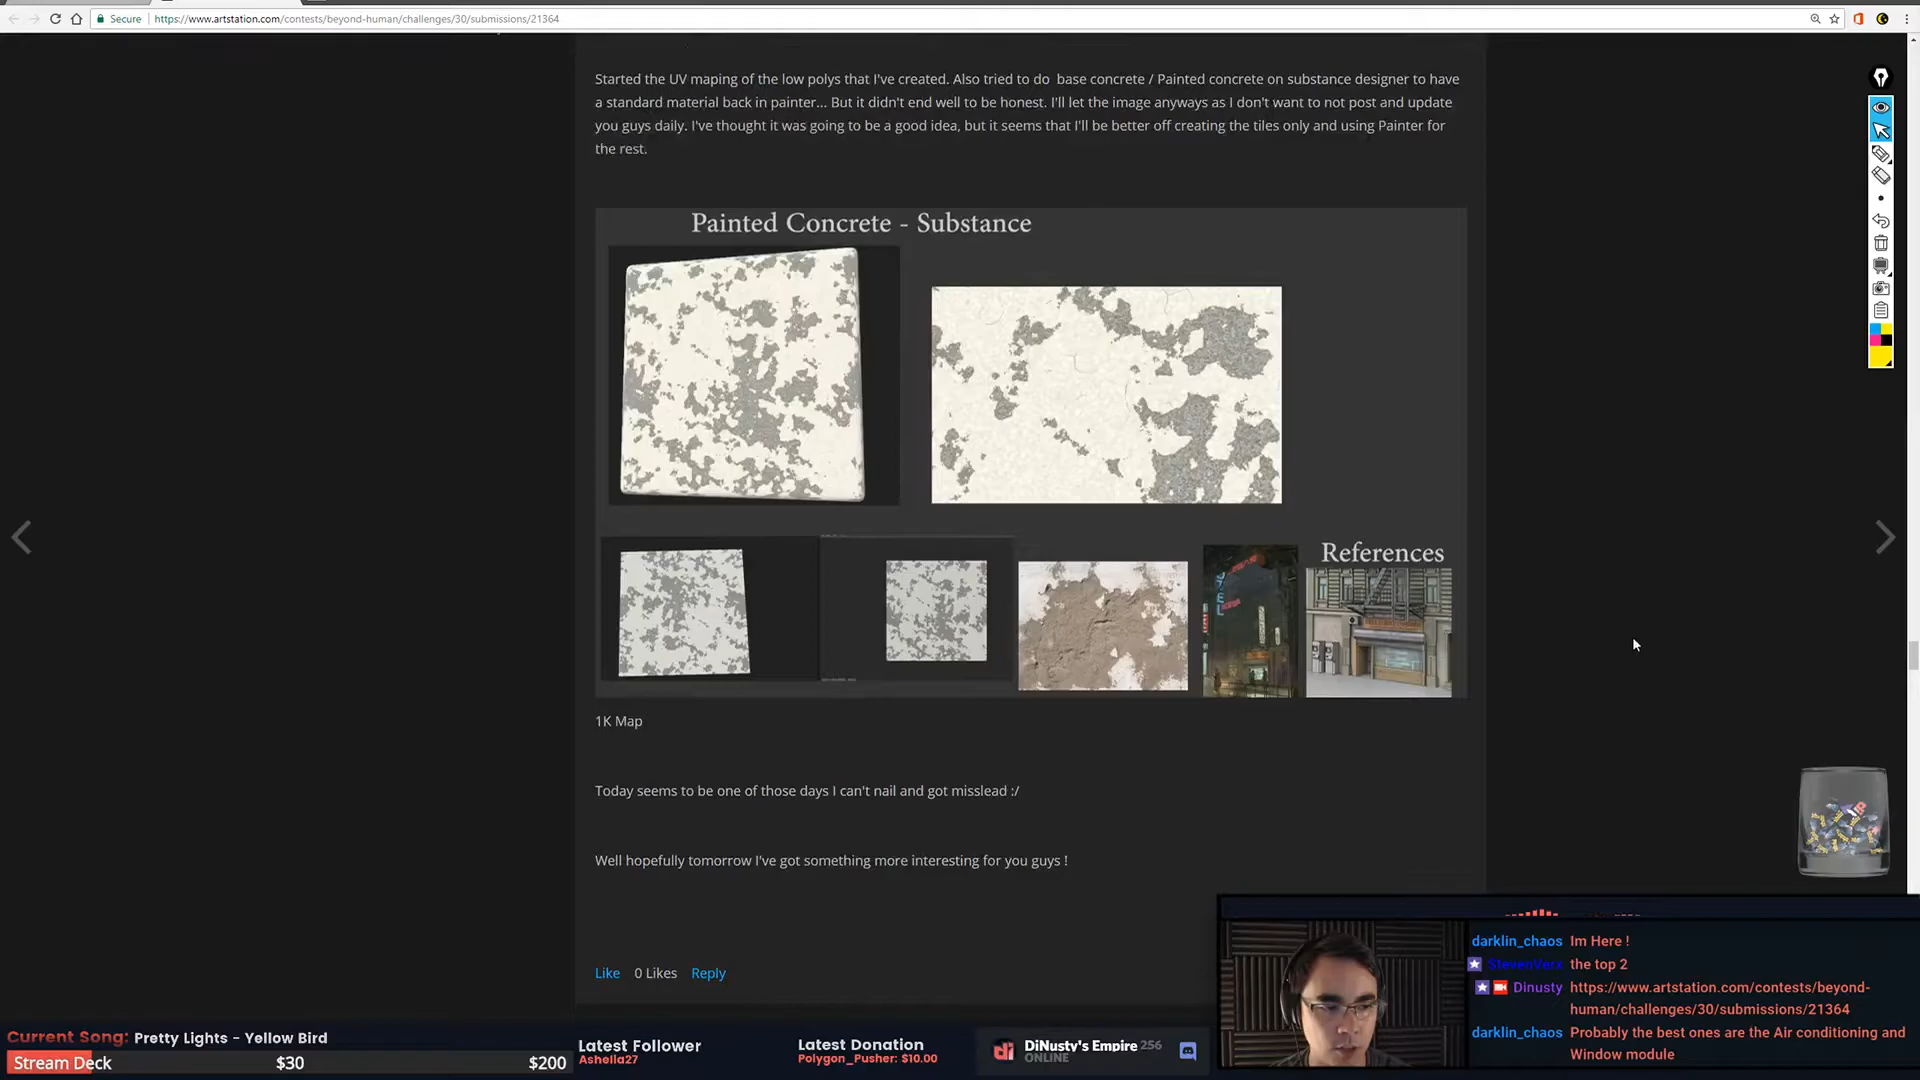 Secure https://www.artstation.com/contests/beyond-human/challenges/30/submissions/21364
Started the UV maping of the low polys that I've created. Also tried to do base concrete / Painted concrete on substance designer to have
a standard material back in painter... But it didn't end well to be honest. I'll let the image anyways as I don't want to not post and update
you guys daily. I've thought it was going to be a good idea, but it seems that I'll be better off creating the tiles only and using Painter for
the rest.
Painted Concrete - Substance
References
1K Map
Today seems to be one of those days I can't nail and got misslead :/
Well hopefully tomorrow I've got something more interesting for you guys !
Like 0 Likes Reply
darklin_chaos Im Here !
StevenVerx the top 2
Dinusty https://www.artstation.com/contests/beyond-
human/challenges/30/submissions/21364
darklin_chaos Probably the best ones are the Air conditioning and
Window module
Current Song: Pretty Lights - Yellow Bird
Stream Deck $30 $200
Latest Follower
Ashella27
Latest Donation
Polygon_Pusher: $10.00
DiNusty's Empire 256
ONLINE